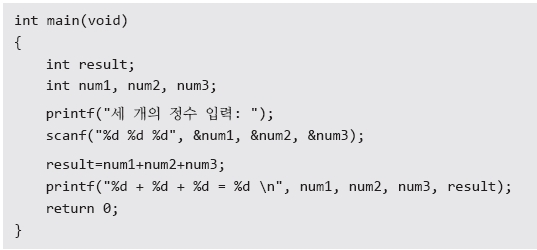 int main(void)
{
    int result;
    int num1, num2, num3;
    printf("세 개의 정수 입력: ");
    scanf("%d %d %d", &num1, &num2, &num3);
    result=num1+num2+num3;
    printf("%d + %d + %d = %d \n", num1, num2, num3, result);
    return 0;
}